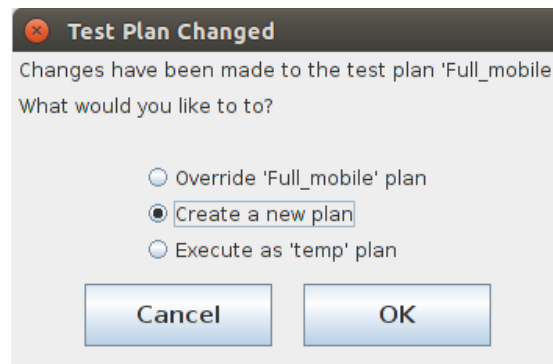 Test Plan Changed
Changes have been made to the test plan 'Full_mobile
What would you like to to?
Override 'Full_mobile' plan
Create a new plan
Execute as 'temp' plan
Cancel OK